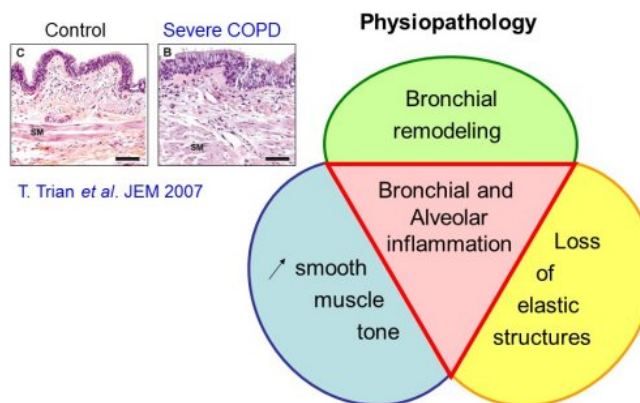 Control
Severe COPD
Physiopathology
C
B
SM
SM
T. Trian et al. JEM 2007
Bronchial
remodeling
Bronchial and
Alveolar
inflammation
↗ smooth
muscle
tone
Loss
of
elastic
structures